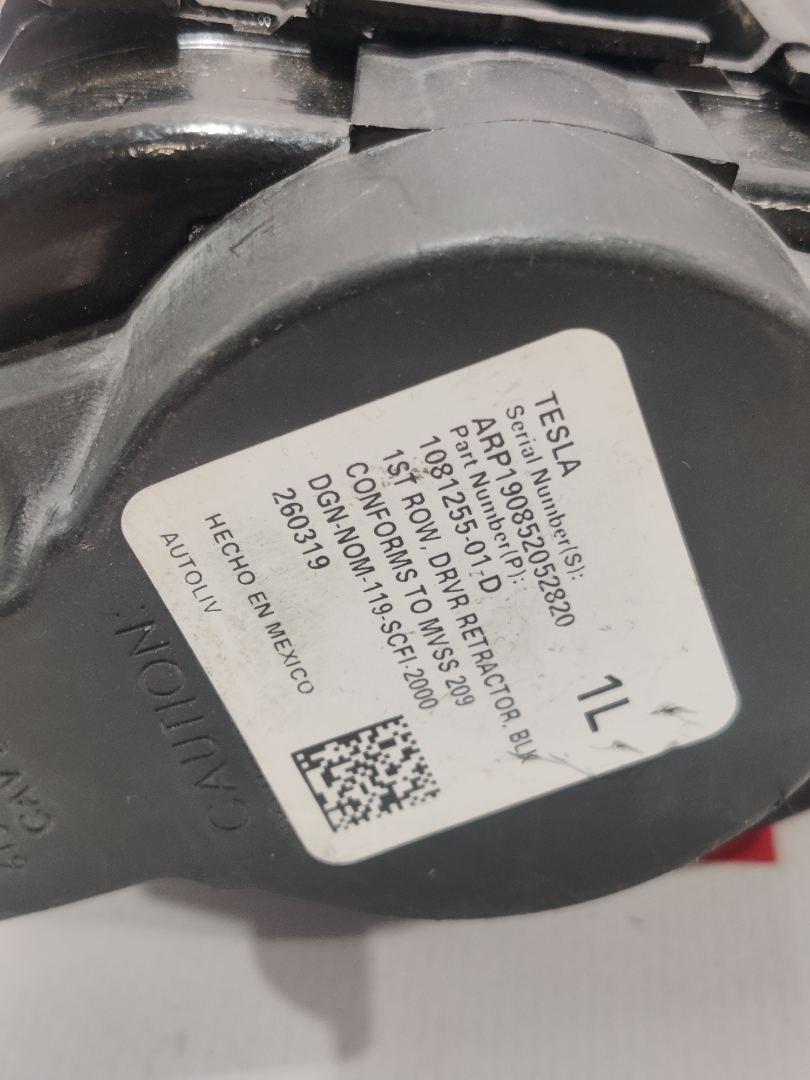 TESLA
Serial Number(S):
ARP190852052820
Part Number(P):
1081255-01-D
1ST ROW, DRVR RETRACTOR, BLK
CONFORMS TO MVSS 209
DGN-NOM-119-SCFI-2000
260319
HECHO EN MEXICO
AUTOLIV
1L
CAUTION: